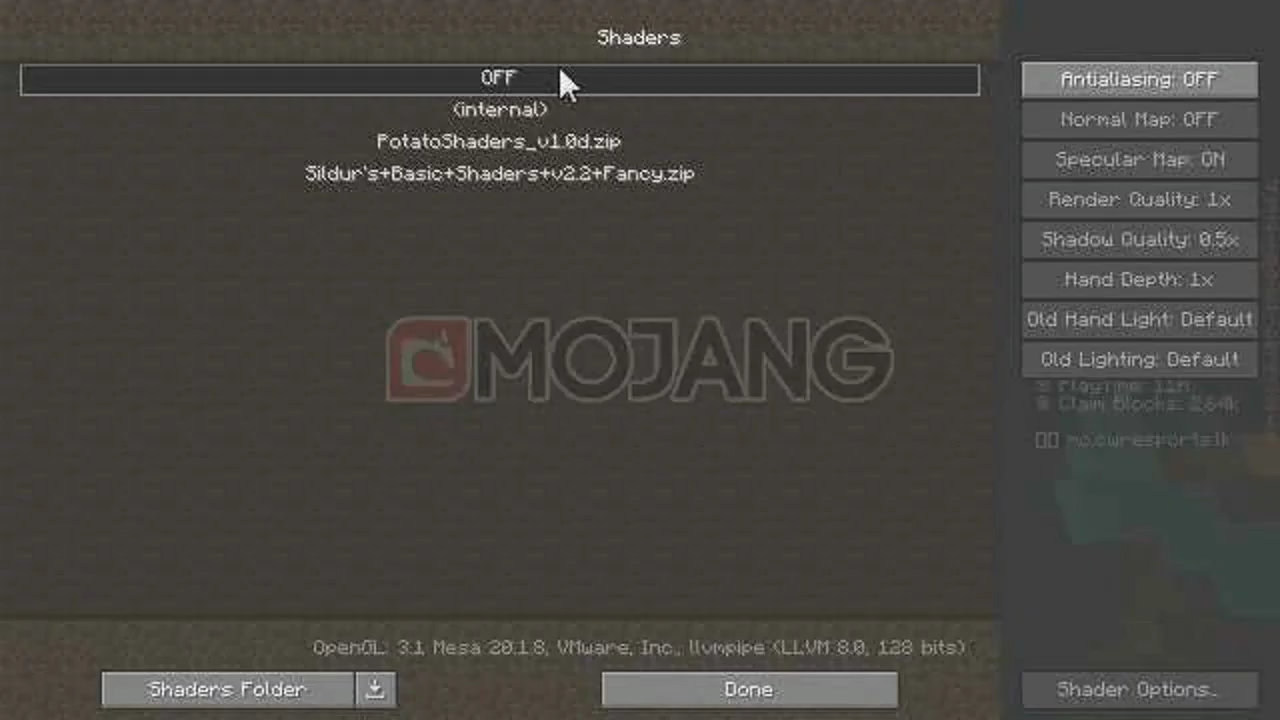 Shaders
OFF
(internal)
PotatoShaders_v1.0d.zip
Sildur's+Basic+Shaders+v2.2+Fancy.zip
Antialiasing: OFF
Normal Map: OFF
Specular Map: ON
Render Quality: 1x
Shadow Quality: 0.5x
Hand Depth: 1x
Old Hand Light: Default
Old Lighting: Default
MOJANG
Claim Blocks:
OpenGL: 3.1 Mesa 20.1.8, VMware, Inc., llvmpipe (LLVM 8.0, 128 bits)
Shaders Folder
Done
Shader Options...